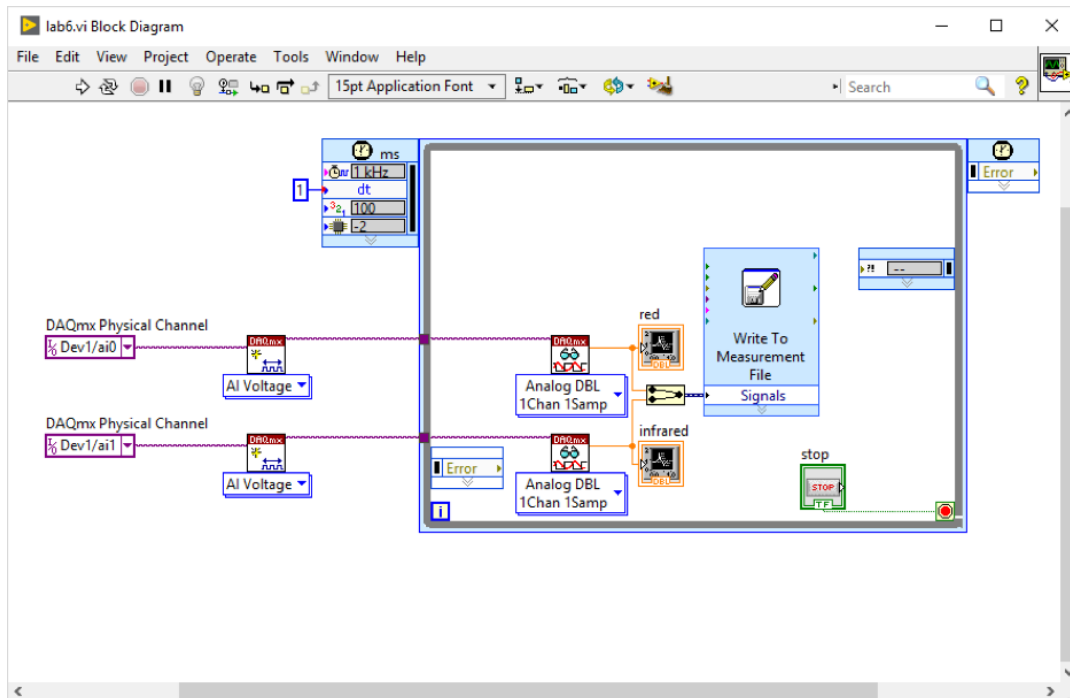 lab6.vi Block Diagram
File Edit View Project Operate Tools Window Help
15pt Application Font
Search
ms
1 kHz
1
dt
100
-2
Error
--
DAQmx Physical Channel
Dev1/ai0
DAQmx
AI Voltage
DAQmx
Analog DBL
1Chan 1Samp
red
DBL
Write To
Measurement
File
Signals
DAQmx Physical Channel
Dev1/ai1
DAQmx
AI Voltage
Error
DAQmx
Analog DBL
1Chan 1Samp
infrared
DBL
stop
STOP
TF
i